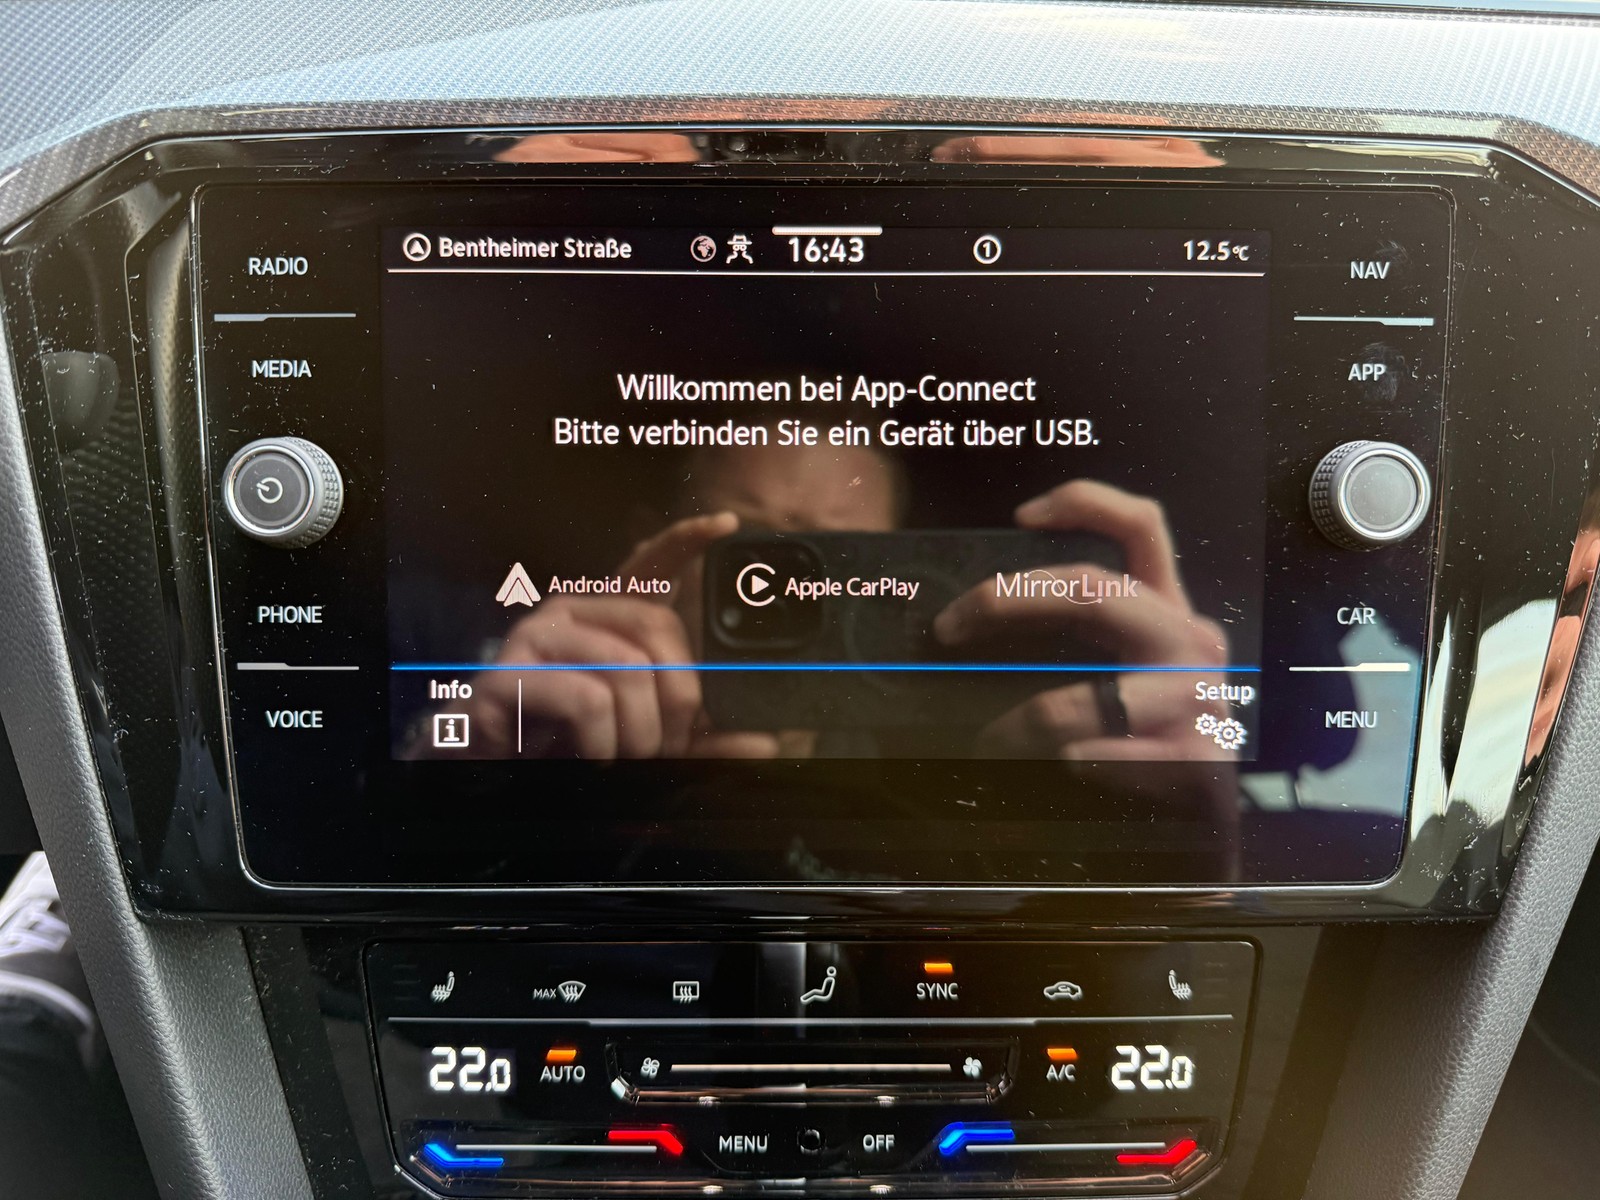 Bentheimer Straße 16:43 1 12.5°C
RADIO
MEDIA
PHONE
VOICE
Willkommen bei App-Connect
Bitte verbinden Sie ein Gerät über USB.
Android Auto Apple CarPlay MirrorLink
Info i Setup
NAV
APP
CAR
MENU
MAX SYNC
22.0 AUTO A/C 22.0
MENU OFF